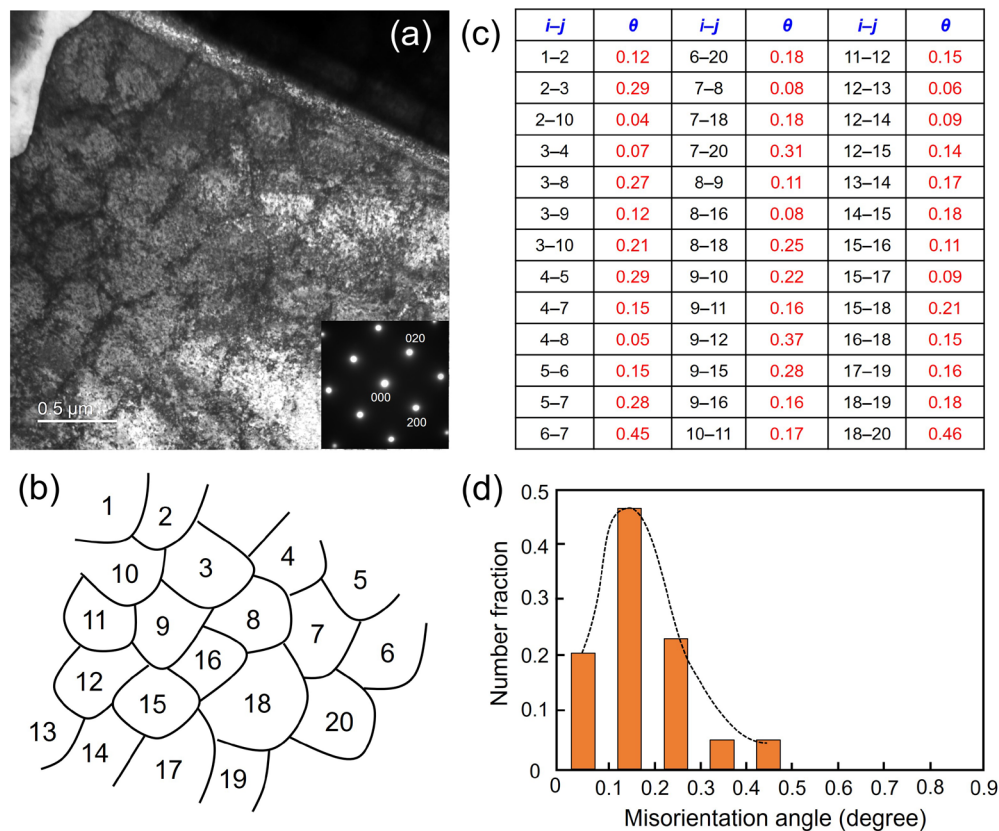 (a)
0.5 μm
020
000
200
(c)
i–j θ i–j θ i–j θ
1–2 0.12 6–20 0.18 11–12 0.15
2–3 0.29 7–8 0.08 12–13 0.06
2–10 0.04 7–18 0.18 12–14 0.09
3–4 0.07 7–20 0.31 12–15 0.14
3–8 0.27 8–9 0.11 13–14 0.17
3–9 0.12 8–16 0.08 14–15 0.18
3–10 0.21 8–18 0.25 15–16 0.11
4–5 0.29 9–10 0.22 15–17 0.09
4–7 0.15 9–11 0.16 15–18 0.21
4–8 0.05 9–12 0.37 16–18 0.15
5–6 0.15 9–15 0.28 17–19 0.16
5–7 0.28 9–16 0.16 18–19 0.18
6–7 0.45 10–11 0.17 18–20 0.46
(b)
1
2
3
4
5
10
11
9
8
7
6
16
12
15
18
20
13
14
17
19
(d)
Number fraction
0.5
0.4
0.3
0.2
0.1
0
0 0.1 0.2 0.3 0.4 0.5 0.6 0.7 0.8 0.9
Misorientation angle (degree)